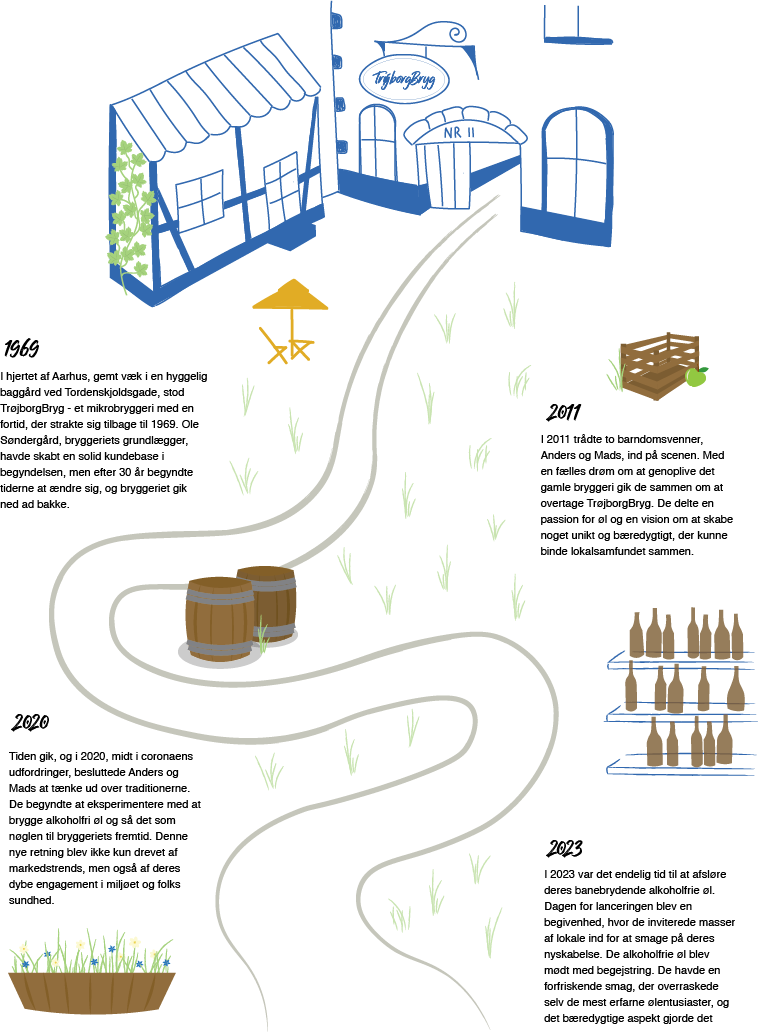 TrøjborgBryg
NR 11
1969
I hjertet af Aarhus, gemt væk i en hyggelig
baggård ved Tordenskjoldsgade, stod
TrøjborgBryg - et mikrobryggeri med en
fortid, der strakte sig tilbage til 1969. Ole
Søndergård, bryggeriets grundlægger,
havde skabt en solid kundebase i
begyndelsen, men efter 30 år begyndte
tiderne at ændre sig, og bryggeriet gik
ned ad bakke.
2011
I 2011 trådte to barndomsvenner,
Anders og Mads, ind på scenen. Med
en fælles drøm om at genoplive det
gamle bryggeri gik de sammen om at
overtage TrøjborgBryg. De delte en
passion for øl og en vision om at skabe
noget unikt og bæredygtigt, der kunne
binde lokalsamfundet sammen.
2020
Tiden gik, og i 2020, midt i coronaens
udfordringer, besluttede Anders og
Mads at tænke ud over traditionerne.
De begyndte at eksperimentere med at
brygge alkoholfri øl og så det som
nøglen til bryggeriets fremtid. Denne
nye retning blev ikke kun drevet af
markedstrends, men også af deres
dybe engagement i miljøet og folks
sundhed.
2023
I 2023 var det endelig tid til at afsløre
deres banebrydende alkoholfrie øl.
Dagen for lanceringen blev en
begivenhed, hvor de inviterede masser
af lokale ind for at smage på deres
nyskabelse. De alkoholfrie øl blev
mødt med begejstring. De havde en
forfriskende smag, der overraskede
selv de mest erfarne ølentusiaster, og
det bæredygtige aspekt gjorde det